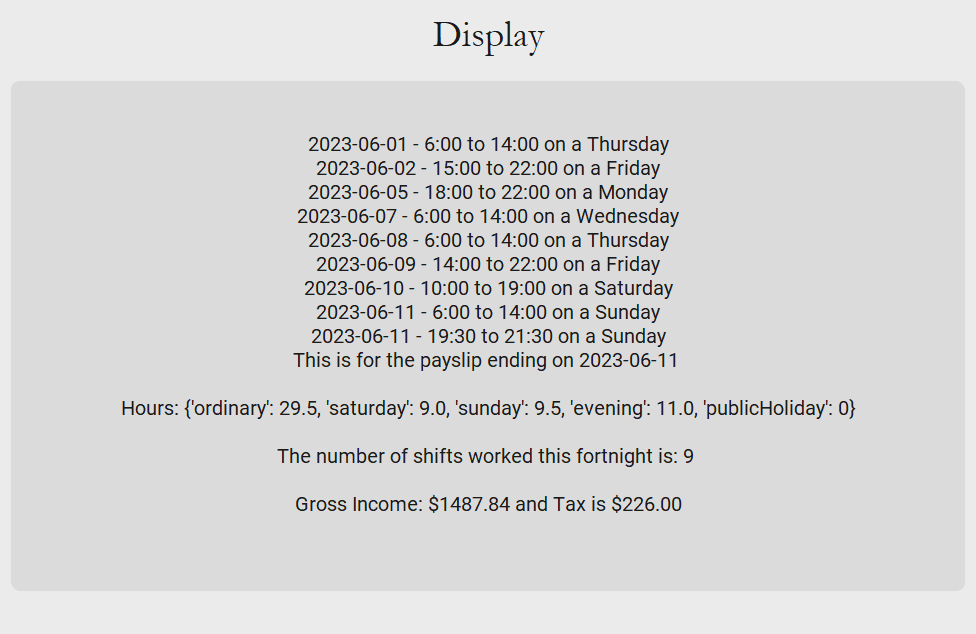 Display
2023-06-01 - 6:00 to 14:00 on a Thursday
2023-06-02 - 15:00 to 22:00 on a Friday
2023-06-05 - 18:00 to 22:00 on a Monday
2023-06-07 - 6:00 to 14:00 on a Wednesday
2023-06-08 - 6:00 to 14:00 on a Thursday
2023-06-09 - 14:00 to 22:00 on a Friday
2023-06-10 - 10:00 to 19:00 on a Saturday
2023-06-11 - 6:00 to 14:00 on a Sunday
2023-06-11 - 19:30 to 21:30 on a Sunday
This is for the payslip ending on 2023-06-11
Hours: {'ordinary': 29.5, 'saturday': 9.0, 'sunday': 9.5, 'evening': 11.0, 'publicHoliday': 0}
The number of shifts worked this fortnight is: 9
Gross Income: $1487.84 and Tax is $226.00